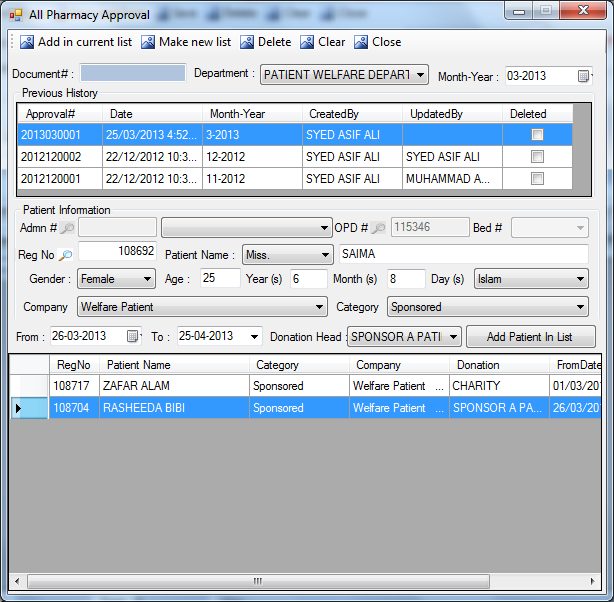 All Pharmacy Approval
Add in current list Make new list Delete Clear Close
Document# : Department : PATIENT WELFARE DEPART Month-Year : 03-2013
Previous History
Approval# Date Month-Year CreatedBy UpdatedBy Deleted
2013030001 25/03/2013 4:52... 3-2013 SYED ASIF ALI
2012120002 22/12/2012 10:3... 12-2012 SYED ASIF ALI SYED ASIF ALI
2012120001 22/12/2012 10:3... 11-2012 SYED ASIF ALI MUHAMMAD A...
Patient Information
Admn # OPD # 115346 Bed #
Reg No 108692 Patient Name : Miss. SAIMA
Gender : Female Age : 25 Year (s) 6 Month (s) 8 Day (s) Islam
Company Welfare Patient Category Sponsored
From : 26-03-2013 To : 25-04-2013 Donation Head : SPONSOR A PATI Add Patient In List
RegNo Patient Name Category Company Donation FromDate
108717 ZAFAR ALAM Sponsored Welfare Patient ... CHARITY 01/03/201
108704 RASHEEDA BIBI Sponsored Welfare Patient ... SPONSOR A PA... 26/03/201